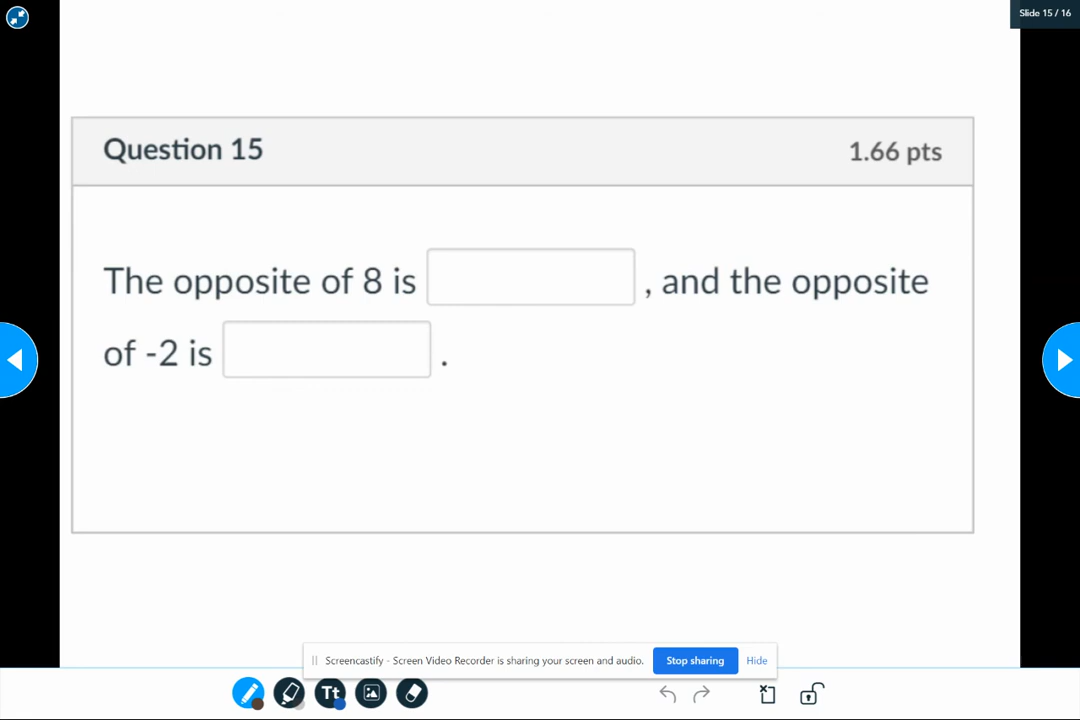 Slide 15 / 16
Question 15
1.66 pts
The opposite of 8 is , and the opposite
of -2 is .
Screencastify - Screen Video Recorder is sharing your screen and audio.
Stop sharing
Hide
Tt